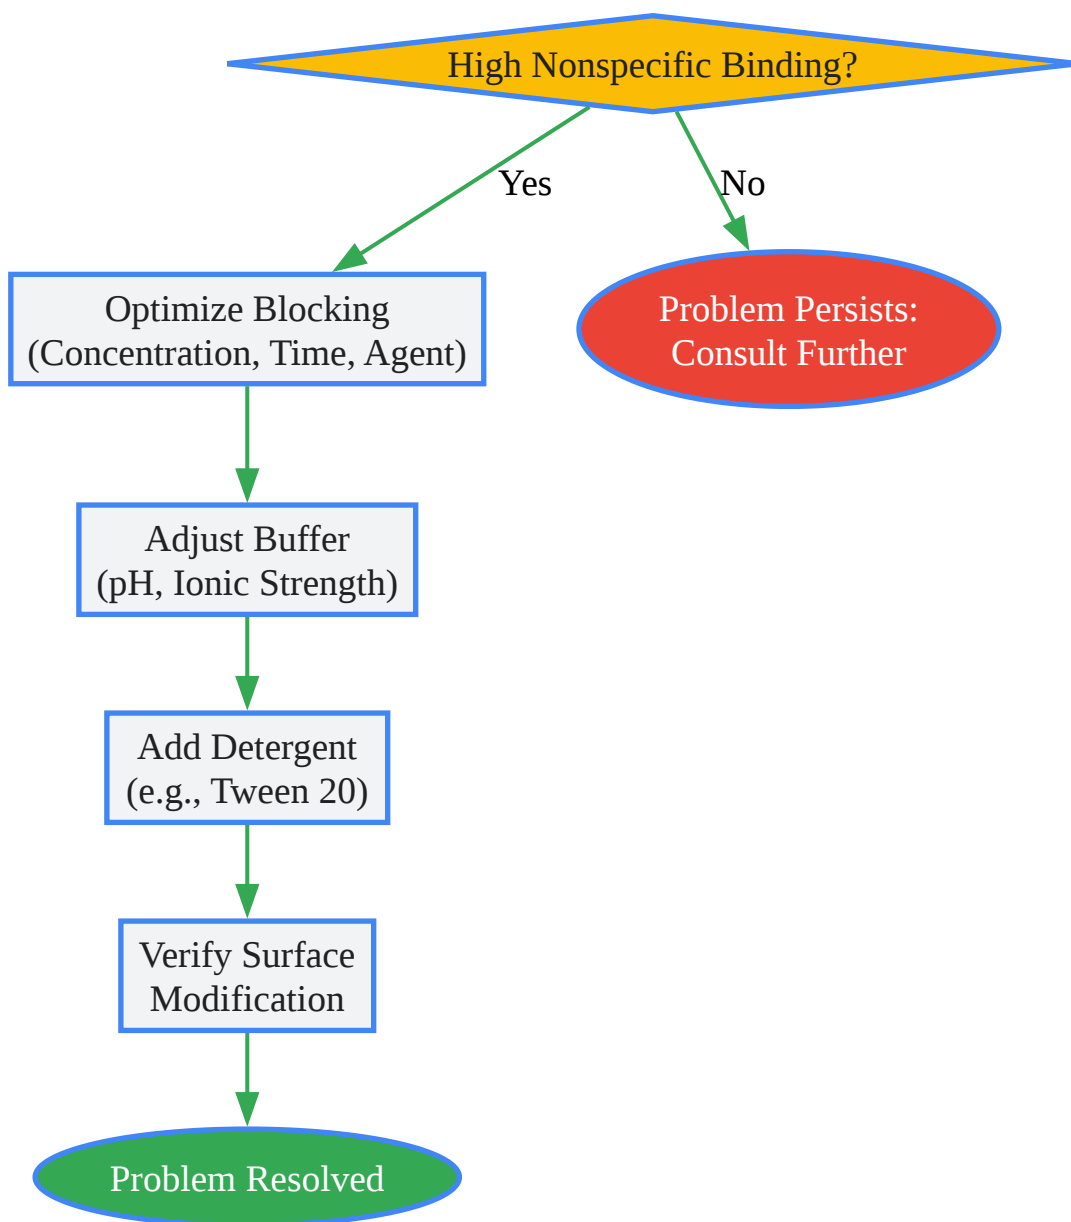 High Nonspecific Binding?
Yes
No
Optimize Blocking
(Concentration, Time, Agent)
Problem Persists:
Consult Further
Adjust Buffer
(pH, Ionic Strength)
Add Detergent
(e.g., Tween 20)
Verify Surface
Modification
Problem Resolved